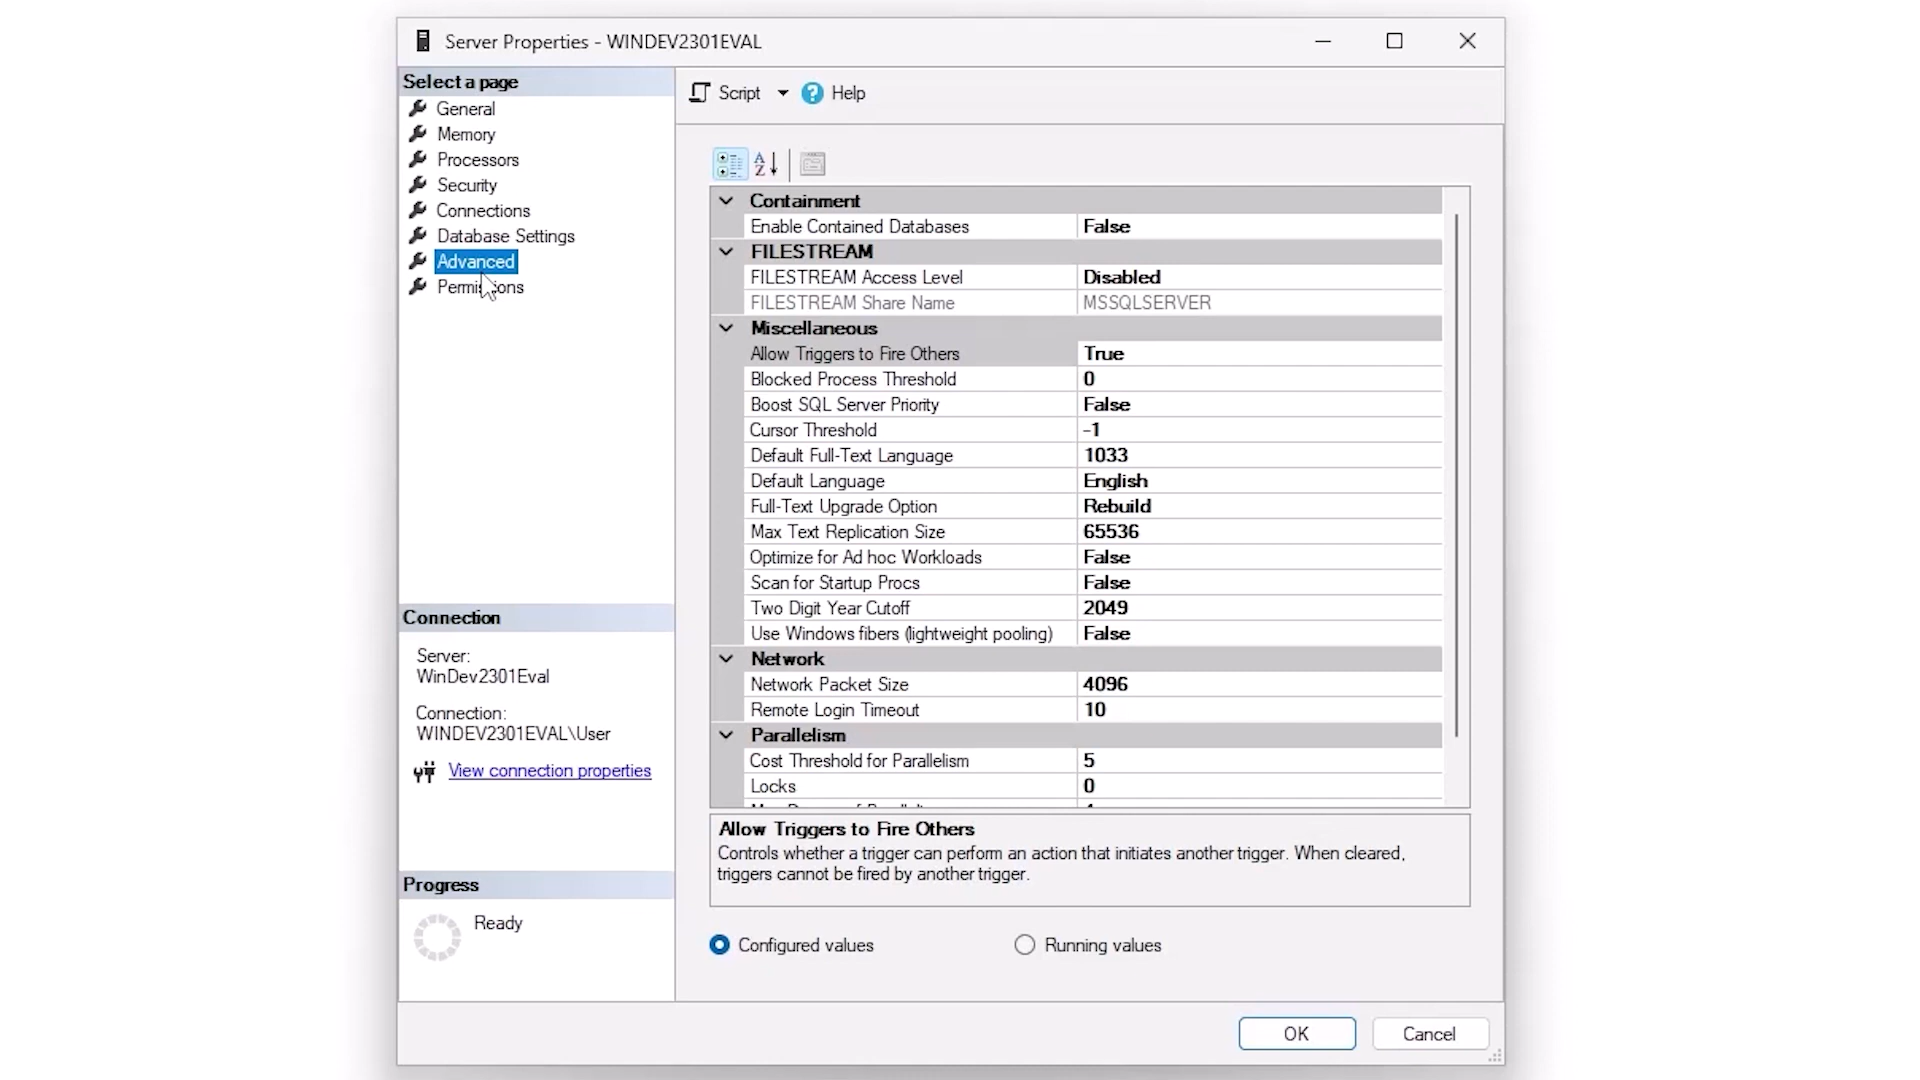 Server Properties - WINDEV2301EVAL
Select a page
General
Memory
Processors
Security
Connections
Database Settings
Advanced
Permissions
Connection
Server:
WinDev2301Eval
Connection:
WINDEV2301EVAL\User
View connection properties
Progress
Ready
Script
Help
Containment
Enable Contained Databases False
FILESTREAM
FILESTREAM Access Level Disabled
FILESTREAM Share Name MSSQLSERVER
Miscellaneous
Allow Triggers to Fire Others True
Blocked Process Threshold 0
Boost SQL Server Priority False
Cursor Threshold -1
Default Full-Text Language 1033
Default Language English
Full-Text Upgrade Option Rebuild
Max Text Replication Size 65536
Optimize for Ad hoc Workloads False
Scan for Startup Procs False
Two Digit Year Cutoff 2049
Use Windows fibers (lightweight pooling) False
Network
Network Packet Size 4096
Remote Login Timeout 10
Parallelism
Cost Threshold for Parallelism 5
Locks 0
Allow Triggers to Fire Others
Controls whether a trigger can perform an action that initiates another trigger. When cleared,
triggers cannot be fired by another trigger.
Configured values
Running values
OK
Cancel